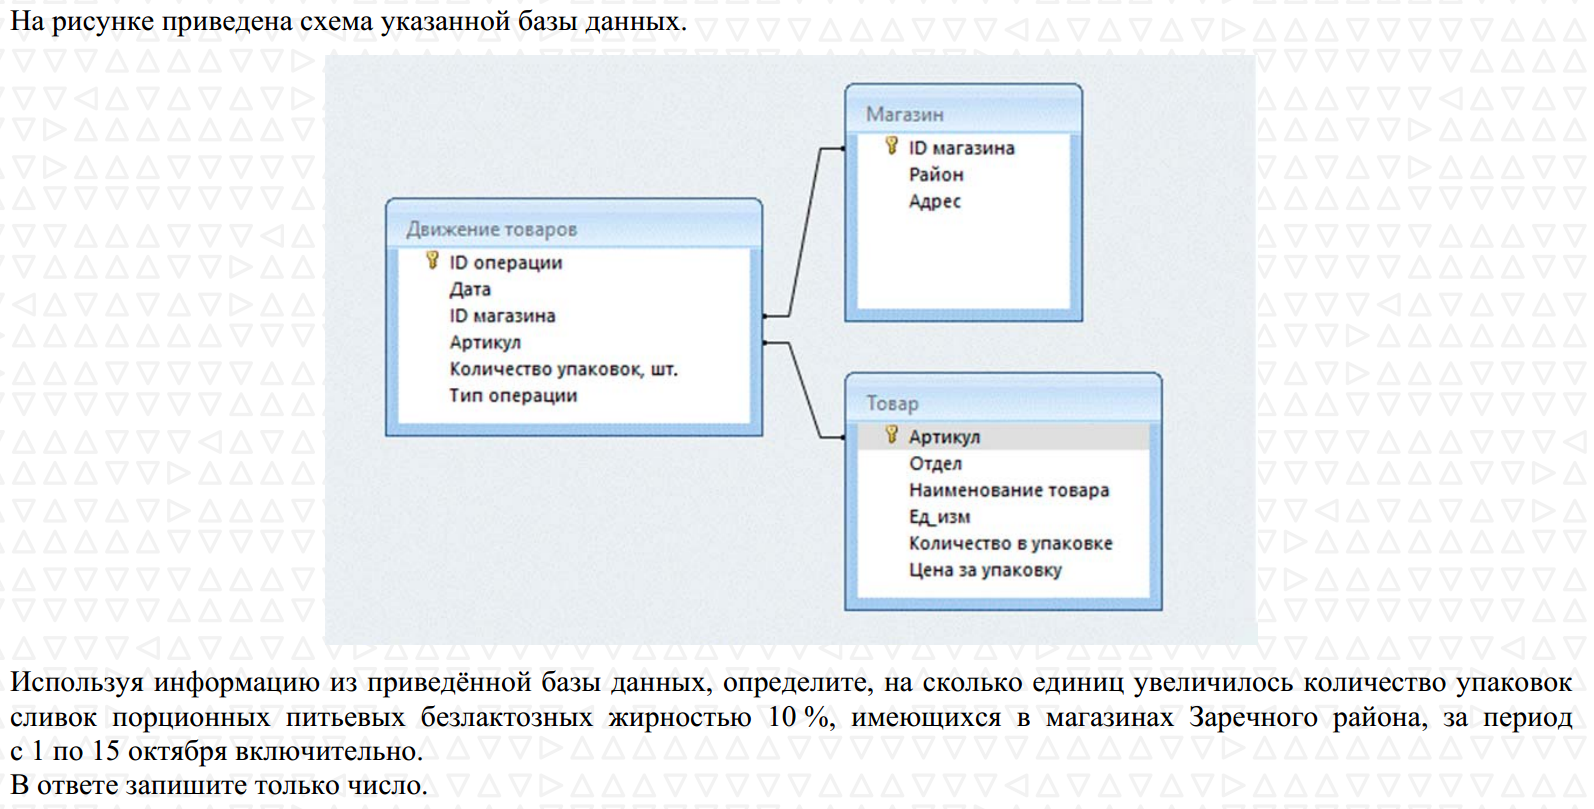 На рисунке приведена схема указанной базы данных.
Магазин
ID магазина
Район
Адрес
Движение товаров
ID операции
Дата
ID магазина
Артикул
Количество упаковок, шт.
Тип операции
Товар
Артикул
Отдел
Наименование товара
Ед_изм
Количество в упаковке
Цена за упаковку
Используя информацию из приведённой базы данных, определите, на сколько единиц увеличилось количество упаковок
сливок порционных питьевых безлактозных жирностью 10 %, имеющихся в магазинах Заречного района, за период
с 1 по 15 октября включительно.
В ответе запишите только число.